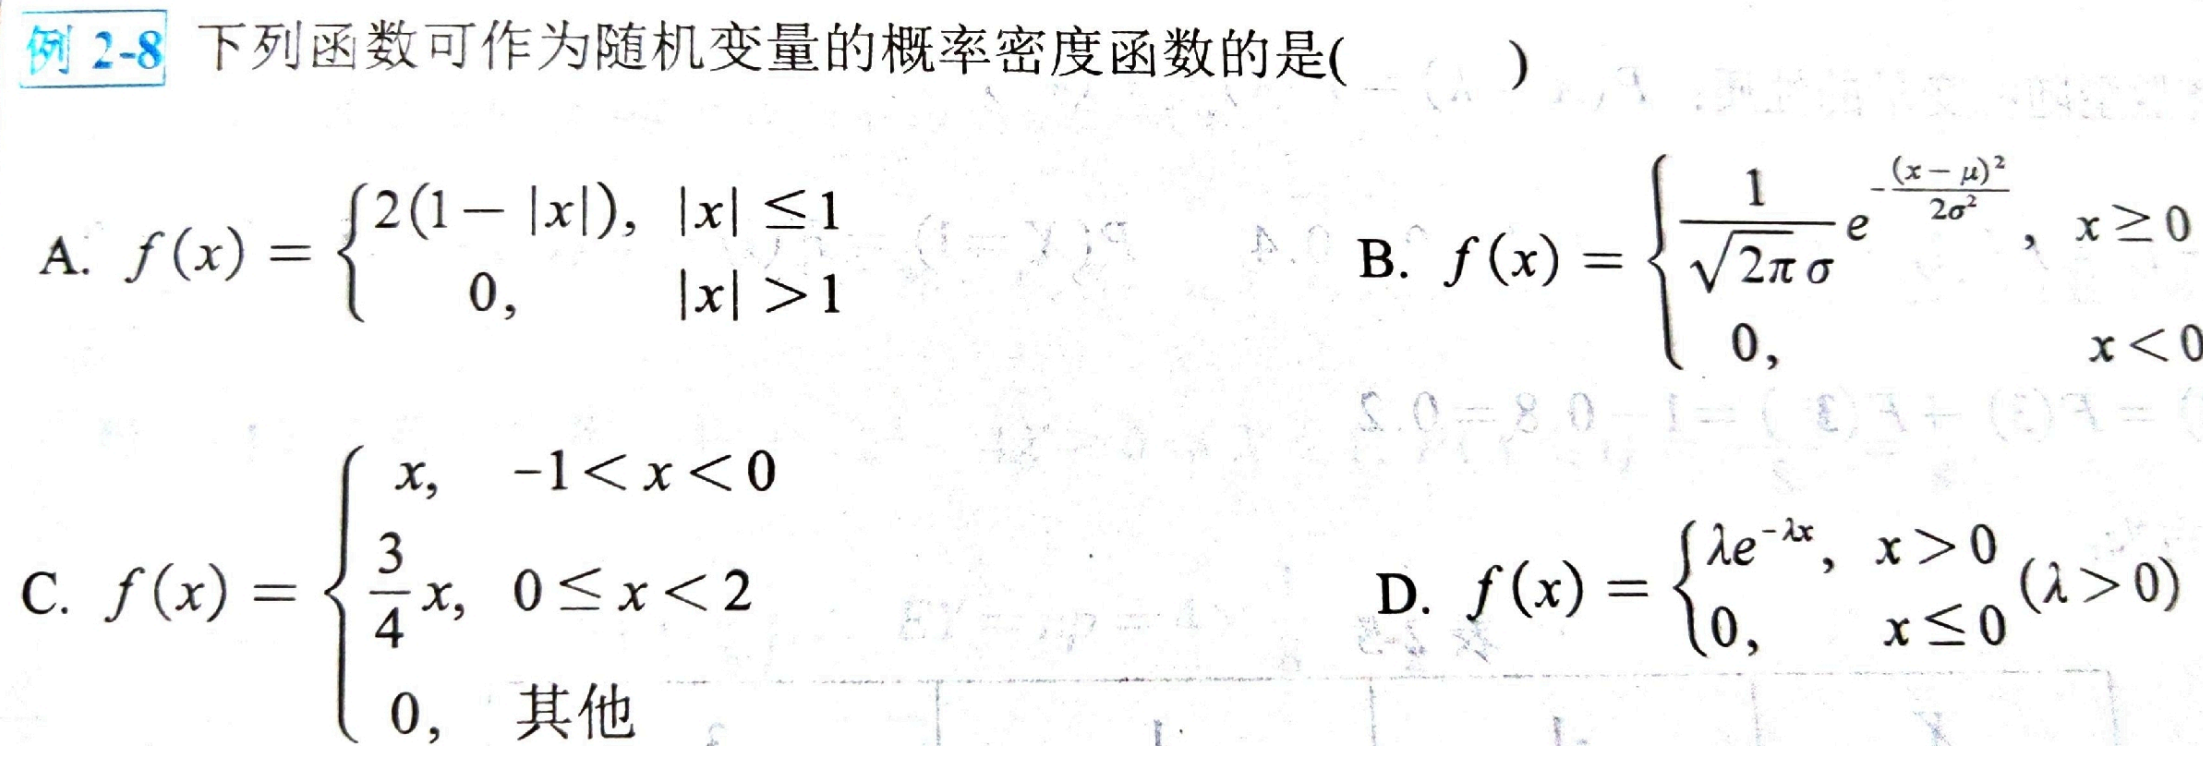 例 2-8 下列函数可作为随机变量的概率密度函数的是(    )
A. f(x) = { 2(1 − |x|), |x| ≤ 1
0, |x| > 1
B. f(x) = { 1/(√(2π) σ) e^(-(x − μ)²/(2σ²)), x ≥ 0
0, x < 0
C. f(x) = { x, -1 < x < 0
3/4 x, 0 ≤ x < 2
0, 其他
D. f(x) = { λe^(-λx), x > 0
0, x ≤ 0 (λ > 0)